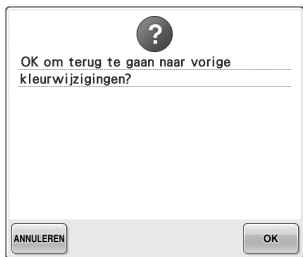 ?
OK om terug te gaan naar vorige
kleurwijzigingen?
ANNULEREN
OK